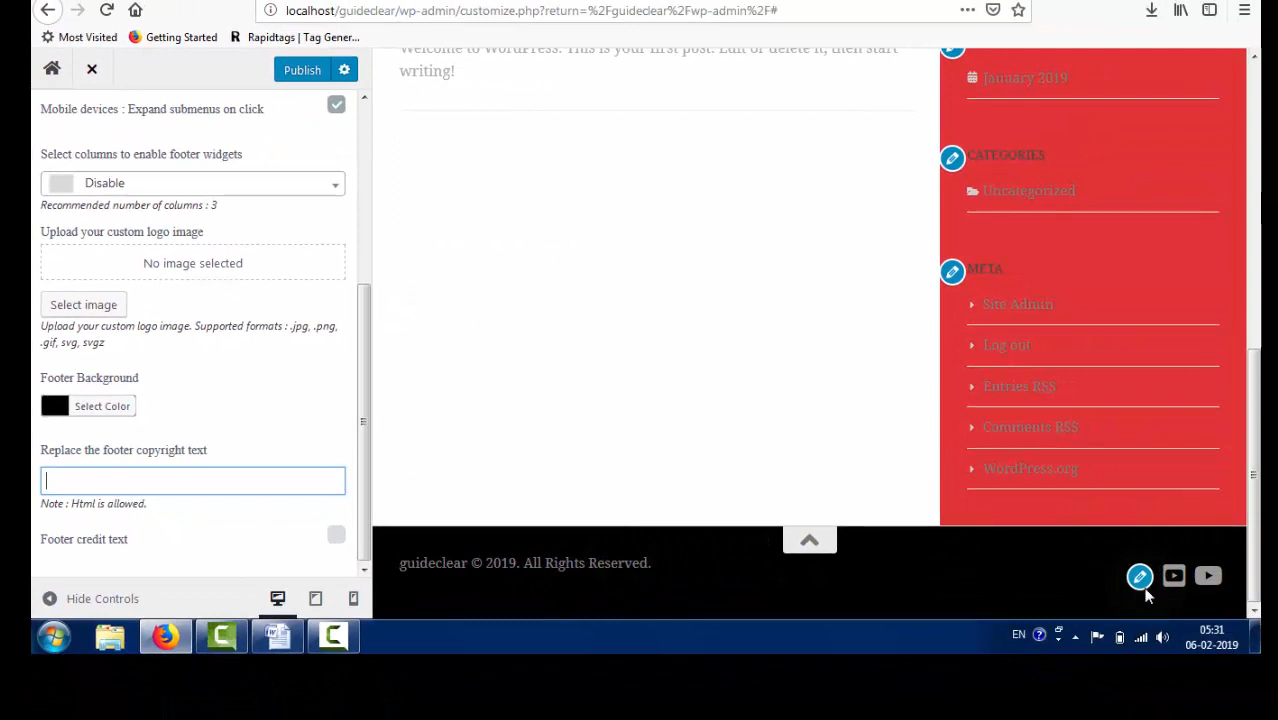 localhost/guideclear/wp-admin/customize.php?return=%2Fguideclear%2Fwp-admin%2F#
Most Visited
Getting Started
Rapidtags | Tag Gener...
Publish
Mobile devices : Expand submenus on click
Select columns to enable footer widgets
Disable
Recommended number of columns : 3
Upload your custom logo image
No image selected
Select image
Upload your custom logo image. Supported formats : .jpg, .png,
.gif, svg, svgz
Footer Background
Select Color
Replace the footer copyright text
Note : Html is allowed.
Footer credit text
Hide Controls
Welcome to WordPress. This is your first post. Edit or delete it, then start
writing!
January 2019
CATEGORIES
Uncategorized
META
Site Admin
Log out
Entries RSS
Comments RSS
WordPress.org
guideclear © 2019. All Rights Reserved.
EN
05:31
06-02-2019